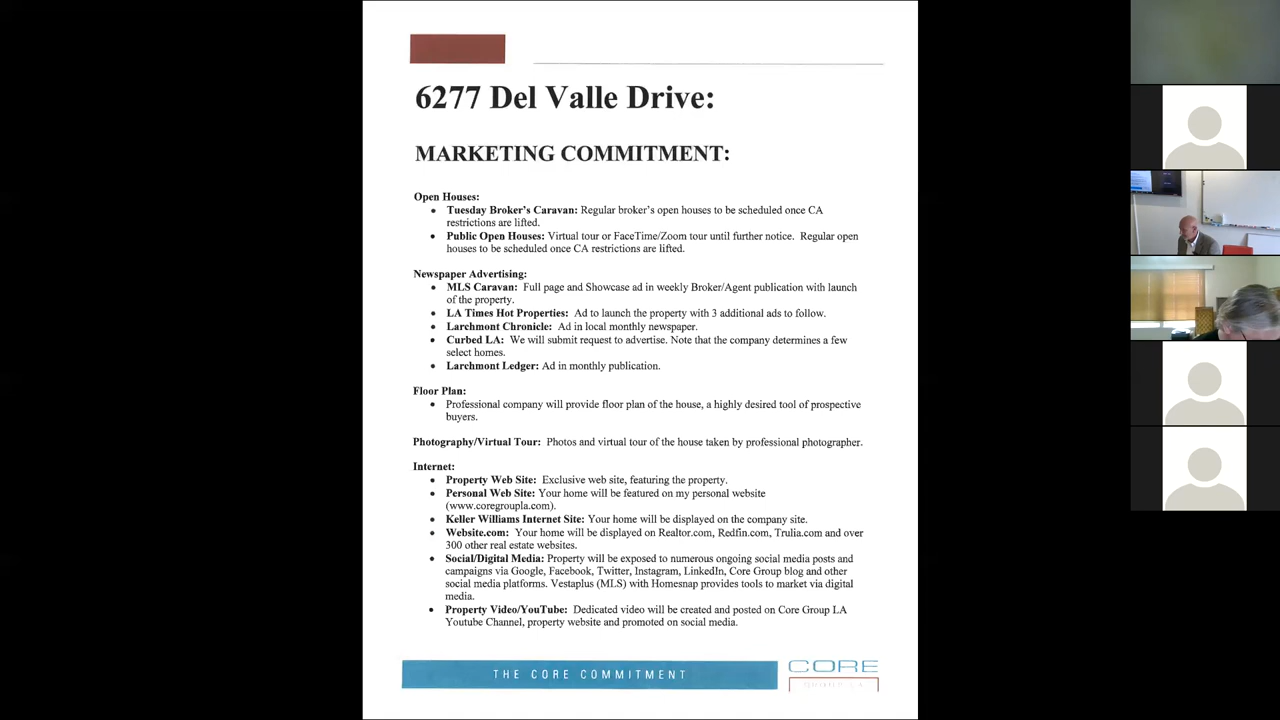 6277 Del Valle Drive:
MARKETING COMMITMENT:
Open Houses:
• Tuesday Broker's Caravan: Regular broker's open houses to be scheduled once CA
restrictions are lifted.
• Public Open Houses: Virtual tour or FaceTime/Zoom tour until further notice. Regular open
houses to be scheduled once CA restrictions are lifted.
Newspaper Advertising:
• MLS Caravan: Full page and Showcase ad in weekly Broker/Agent publication with launch
of the property.
• LA Times Hot Properties: Ad to launch the property with 3 additional ads to follow.
• Larchmont Chronicle: Ad in local monthly newspaper.
• Curbed LA: We will submit request to advertise. Note that the company determines a few
select homes.
• Larchmont Ledger: Ad in monthly publication.
Floor Plan:
• Professional company will provide floor plan of the house, a highly desired tool of prospective
buyers.
Photography/Virtual Tour: Photos and virtual tour of the house taken by professional photographer.
Internet:
• Property Web Site: Exclusive web site, featuring the property.
• Personal Web Site: Your home will be featured on my personal website
(www.coregroupla.com).
• Keller Williams Internet Site: Your home will be displayed on the company site.
• Website.com: Your home will be displayed on Realtor.com, Redfin.com, Trulia.com and over
300 other real estate websites.
• Social/Digital Media: Property will be exposed to numerous ongoing social media posts and
campaigns via Google, Facebook, Twitter, Instagram, LinkedIn, Core Group blog and other
social media platforms. Vestaplus (MLS) with Homesnap provides tools to market via digital
media.
• Property Video/YouTube: Dedicated video will be created and posted on Core Group LA
Youtube Channel, property website and promoted on social media.
THE CORE COMMITMENT
CORE